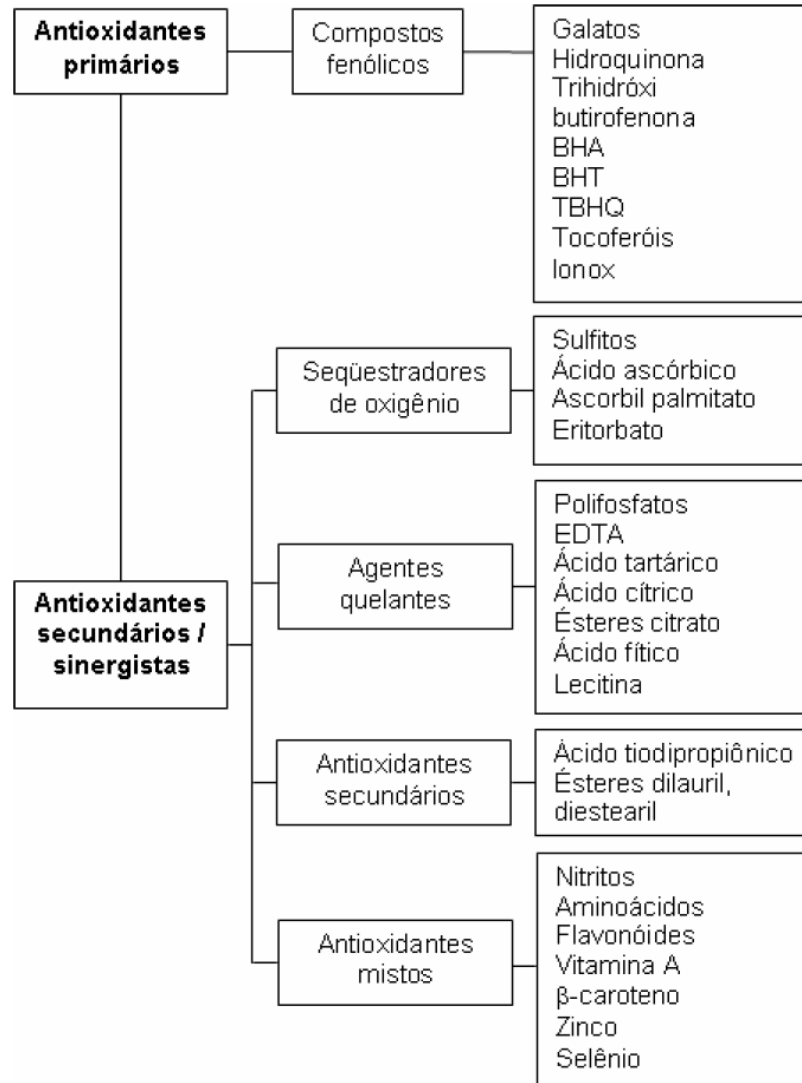 Antioxidantes
primários
Compostos
fenólicos
Galatos
Hidroquinona
Trihidróxi
butirofenona
BHA
BHT
TBHQ
Tocoferóis
Ionox
Antioxidantes
secundários /
sinergistas
Seqüestradores
de oxigênio
Sulfitos
Ácido ascórbico
Ascorbil palmitato
Eritorbato
Agentes
quelantes
Polifosfatos
EDTA
Ácido tartárico
Ácido cítrico
Ésteres citrato
Ácido fítico
Lecitina
Antioxidantes
secundários
Ácido tiodipropiônico
Ésteres dilauril,
diestearil
Antioxidantes
mistos
Nitritos
Aminoácidos
Flavonóides
Vitamina A
β-caroteno
Zinco
Selênio